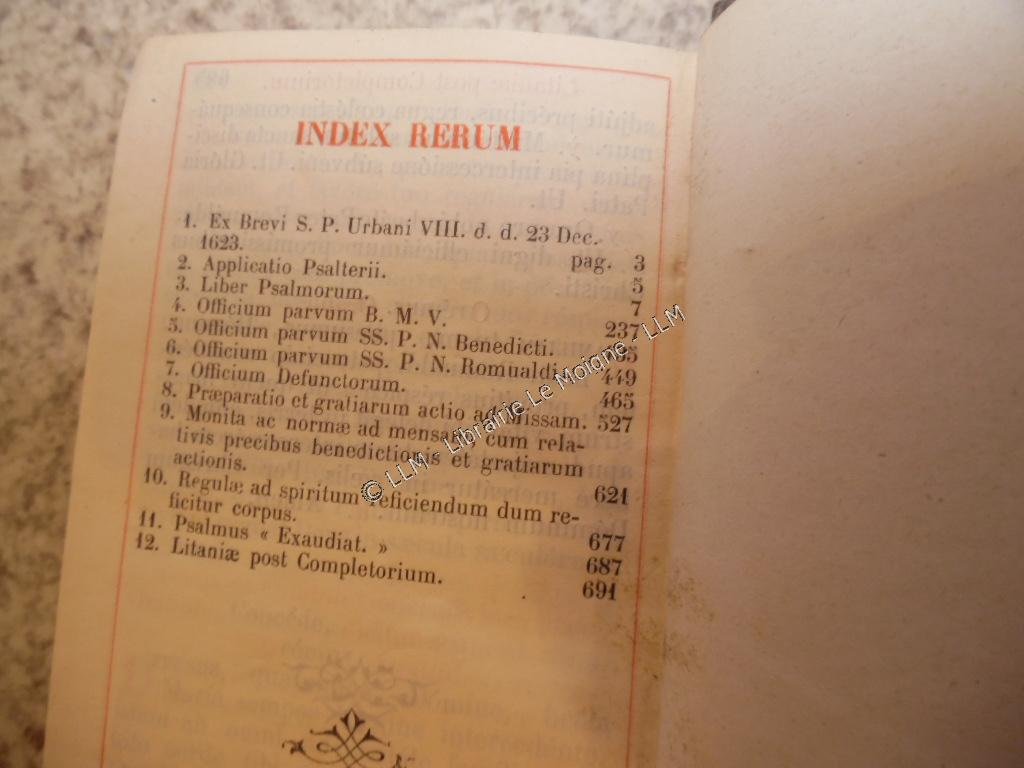 INDEX RERUM
1. Ex Brevi S. P. Urbani VIII. d. d. 23 Dec.
1623. pag. 3
2. Applicatio Psalterii. 5
3. Liber Psalmorum. 7
4. Officium parvum B. M. V. 237
5. Officium parvum SS. P. N. Benedicti.
6. Officium parvum SS. P. N. Romualdi 449
7. Officium Defunctorum. 465
8. Præparatio et gratiarum actio ad Missam. 527
9. Monita ac normæ ad mensam cum rela-
tivis precibus benedictionis et gratiarum
actionis. 621
10. Regulæ ad spiritum reficiendum dum re-
ficitur corpus. 677
11. Psalmus « Exaudiat. » 687
12. Litaniæ post Completorium. 691
© LLM - Librairie Le Moigne - LLM